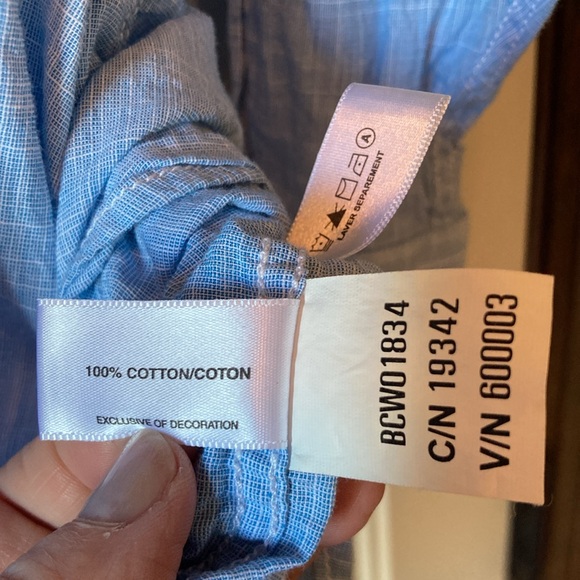 A
LAVER SEPAREMENT
100% COTTON/COTON
EXCLUSIVE OF DECORATION
BCW01834
C/N 19342
V/N 600003